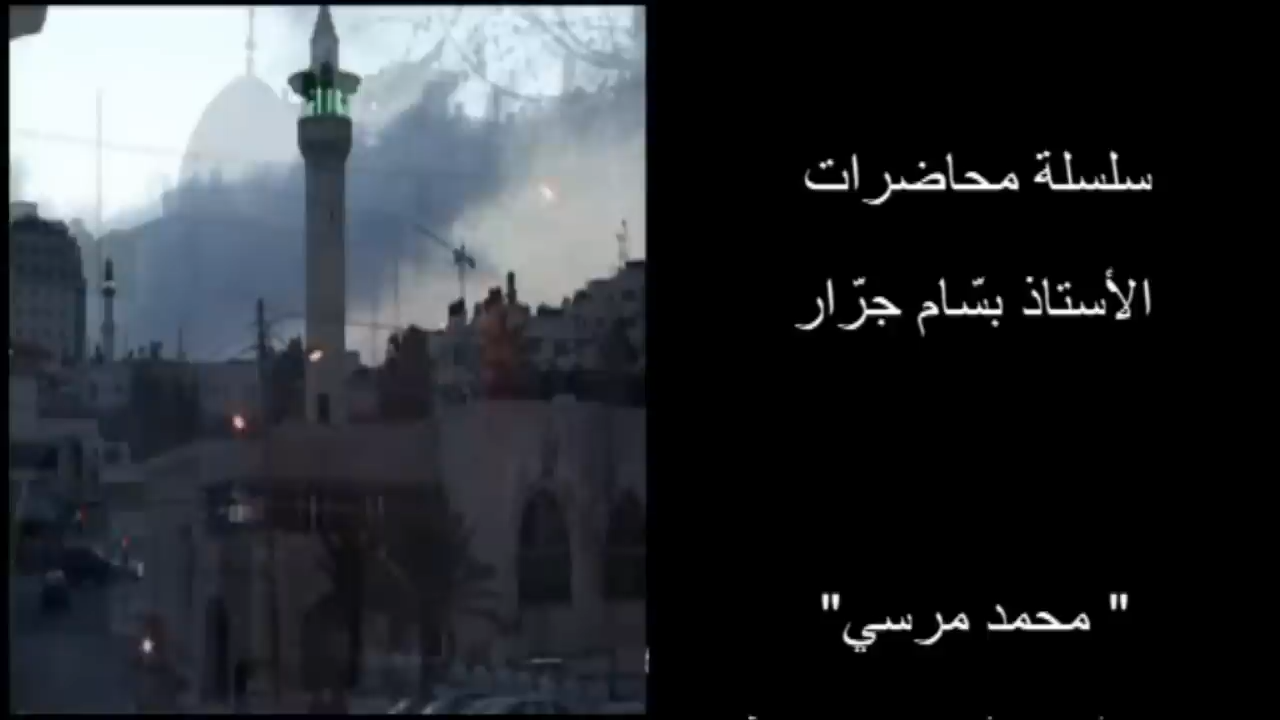 سلسلة محاضرات
الأستاذ بسّام جرّار
" محمد مرسي"